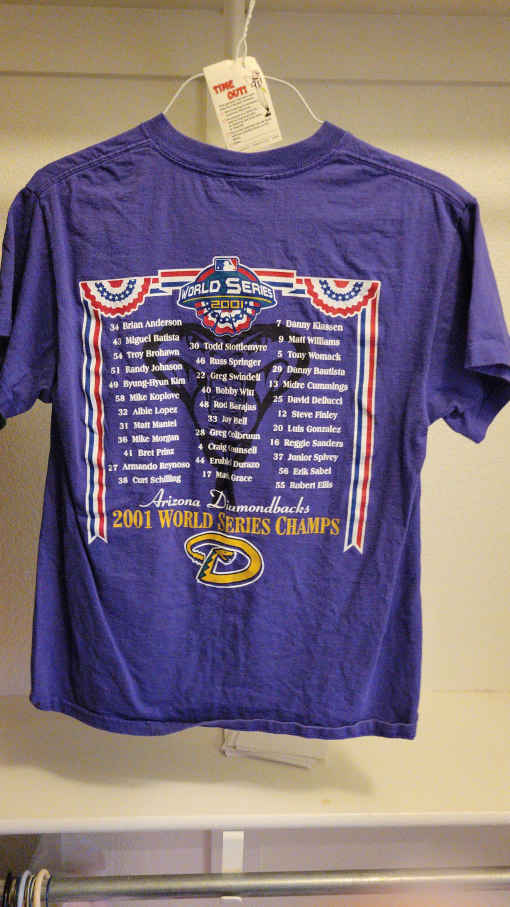 TIME
OUT!
WORLD SERIES
2001
34 Brian Anderson
43 Miguel Batista
54 Troy Brohawn
51 Randy Johnson
49 Byung-Hyun Kim
58 Mike Koplove
32 Albie Lopez
31 Matt Mantei
36 Mike Morgan
41 Bret Prinz
27 Armando Reynoso
38 Curt Schilling
30 Todd Stottlemyre
46 Russ Springer
22 Greg Swindell
40 Bobby Witt
48 Rod Barajas
33 Jay Bell
28 Greg Colbrunn
4 Craig Counsell
44 Erubiel Durazo
17 Mark Grace
7 Danny Klassen
9 Matt Williams
5 Tony Womack
29 Danny Bautista
13 Midre Cummings
25 David Dellucci
12 Steve Finley
20 Luis Gonzalez
16 Reggie Sanders
37 Junior Spivey
56 Erik Sabel
55 Robert Ellis
Arizona Diamondbacks
2001 WORLD SERIES CHAMPS
D